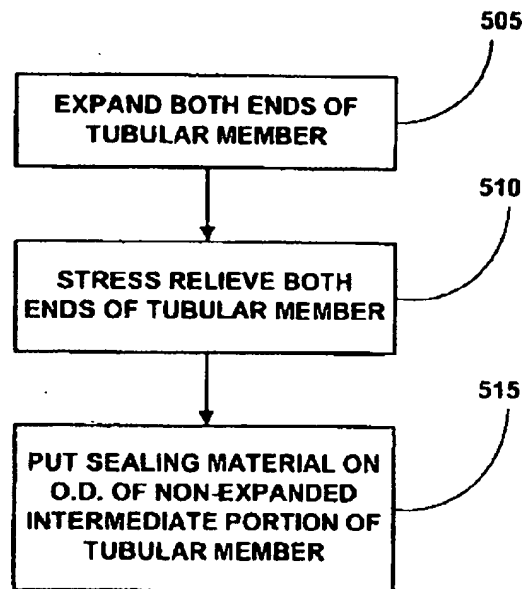 505
EXPAND BOTH ENDS OF
TUBULAR MEMBER
510
STRESS RELIEVE BOTH
ENDS OF TUBULAR MEMBER
515
PUT SEALING MATERIAL ON
O.D. OF NON-EXPANDED
INTERMEDIATE PORTION OF
TUBULAR MEMBER